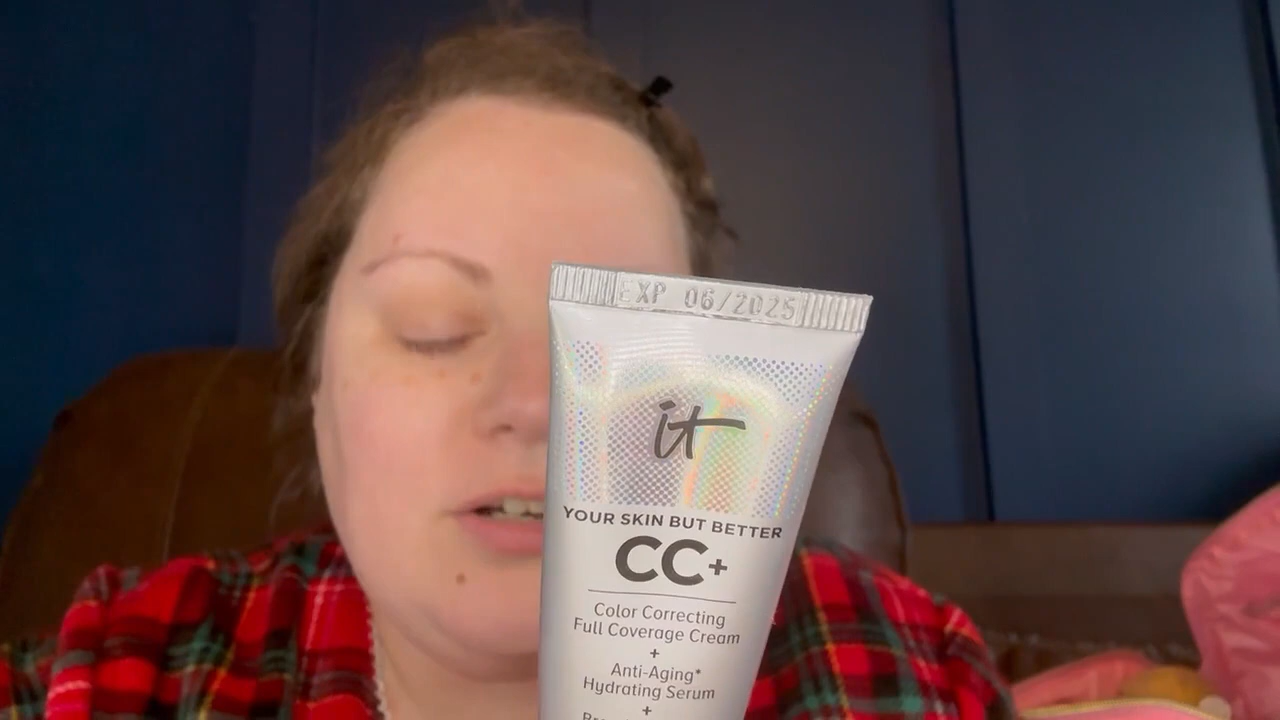 EXP 06/2025
it
YOUR SKIN BUT BETTER
CC+
Color Correcting
Full Coverage Cream
+
Anti-Aging*
Hydrating Serum
+